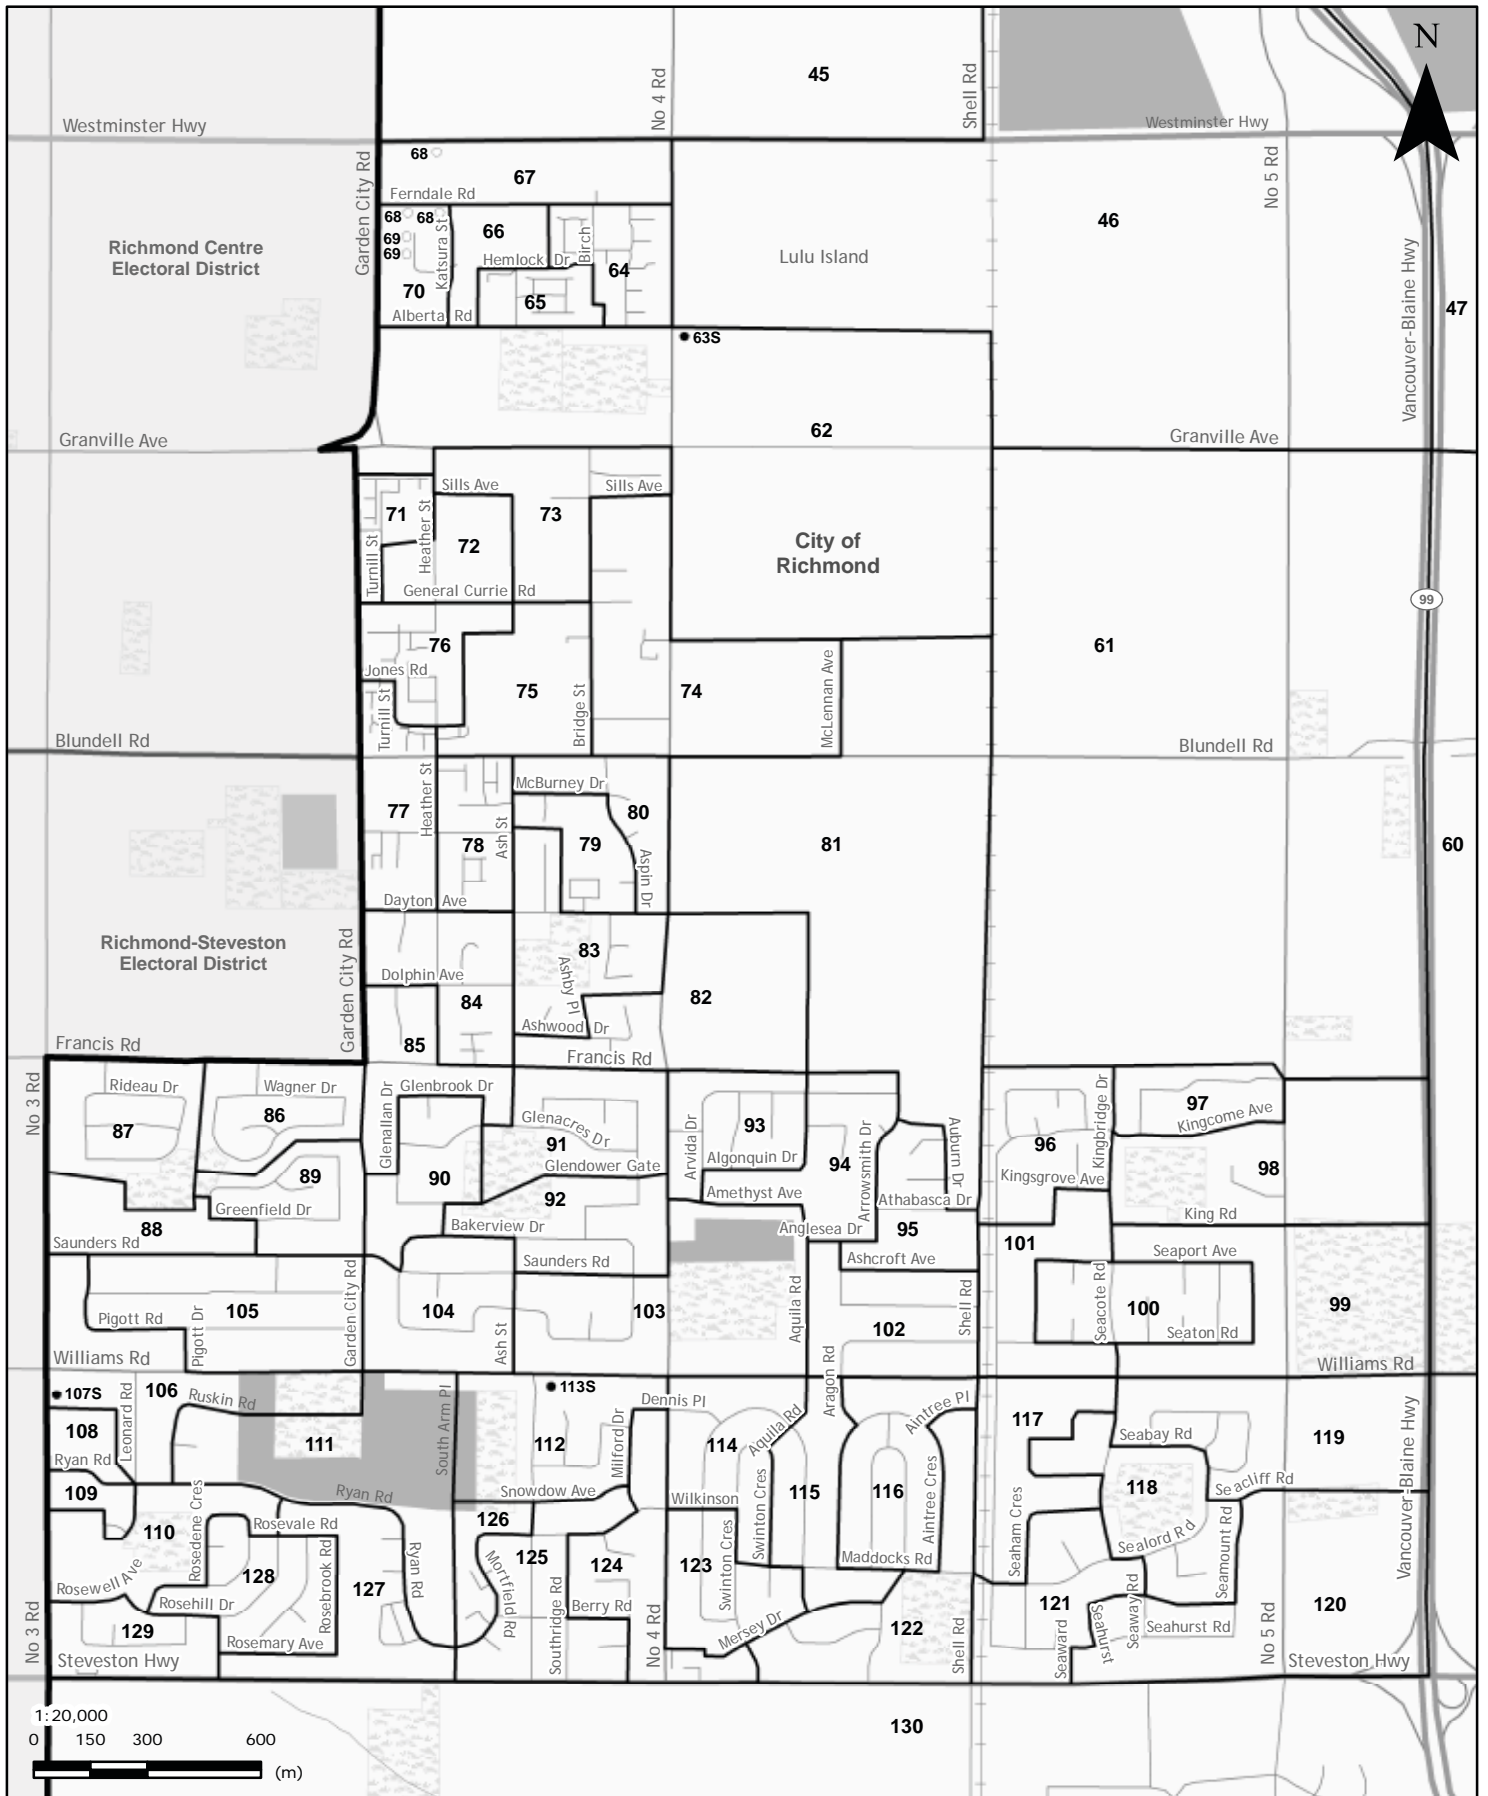 N
45
No 4 Rd
Shell Rd
Westminster Hwy
Westminster Hwy
68
67
Garden City Rd
No 5 Rd
Ferndale Rd
68
68
46
66
69
Katsura St
Birch
Richmond Centre
Electoral District
69
Hemlock Dr
Lulu Island
64
70
65
Vancouver-Blaine Hwy
47
Alberta Rd
63S
62
Granville Ave
Granville Ave
Sills Ave
Sills Ave
71
73
Heather St
72
City of
Richmond
Turnill St
General Currie Rd
99
76
61
Jones Rd
75
74
McLennan Ave
Turnill St
Bridge St
Blundell Rd
Blundell Rd
McBurney Dr
77
Heather St
80
78
Ash St
79
81
60
Aspin Dr
Dayton Ave
Richmond-Steveston
Electoral District
83
Garden City Rd
Dolphin Ave
Ashby Pl
84
82
85
Ashwood Dr
Francis Rd
Francis Rd
No 3 Rd
Rideau Dr
Wagner Dr
Glenbrook Dr
86
87
Glenallan Dr
Glenacres Dr
91
93
Arvida Dr
Algonquin Dr
Arrowsmith Dr
Auburn Dr
97
Kingcome Ave
Kingbridge Dr
96
89
90
Glendower Gate
94
98
Kingsgrove Ave
92
Amethyst Ave
Athabasca Dr
Greenfield Dr
King Rd
88
Bakerview Dr
Anglesea Dr
95
Saunders Rd
101
Seaport Ave
Saunders Rd
Ashcroft Ave
105
104
103
Aquila Rd
Shell Rd
Seacote Rd
100
99
Pigott Rd
Pigott Dr
Garden City Rd
Ash St
102
Seaton Rd
Williams Rd
Williams Rd
Aragon Rd
107S
106
Leonard Rd
Ruskin Rd
South Arm Pl
113S
Dennis Pl
Aquila Rd
Aintree Pl
117
108
111
112
Milford Dr
114
Seabay Rd
119
Vancouver-Blaine Hwy
Ryan Rd
Seacliff Rd
109
Ryan Rd
Snowdow Ave
Wilkinson
Swinton Cres
115
116
Aintree Cres
118
Rosedene Cres
126
Seaham Cres
110
Rosevale Rd
Sealord Rd
Seamount Rd
Rosebrook Rd
Ryan Rd
Mortfield Rd
125
124
123
Swinton Cres
Maddocks Rd
Rosewell Ave
128
127
Rosehill Dr
Southridge Rd
Berry Rd
121
Seaway Rd
120
No 3 Rd
129
Rosemary Ave
No 4 Rd
Mersey Dr
122
Shell Rd
Seaward
Seahurst
Seahurst Rd
No 5 Rd
Steveston Hwy
Steveston Hwy
1:20,000
130
0 150 300 600
(m)